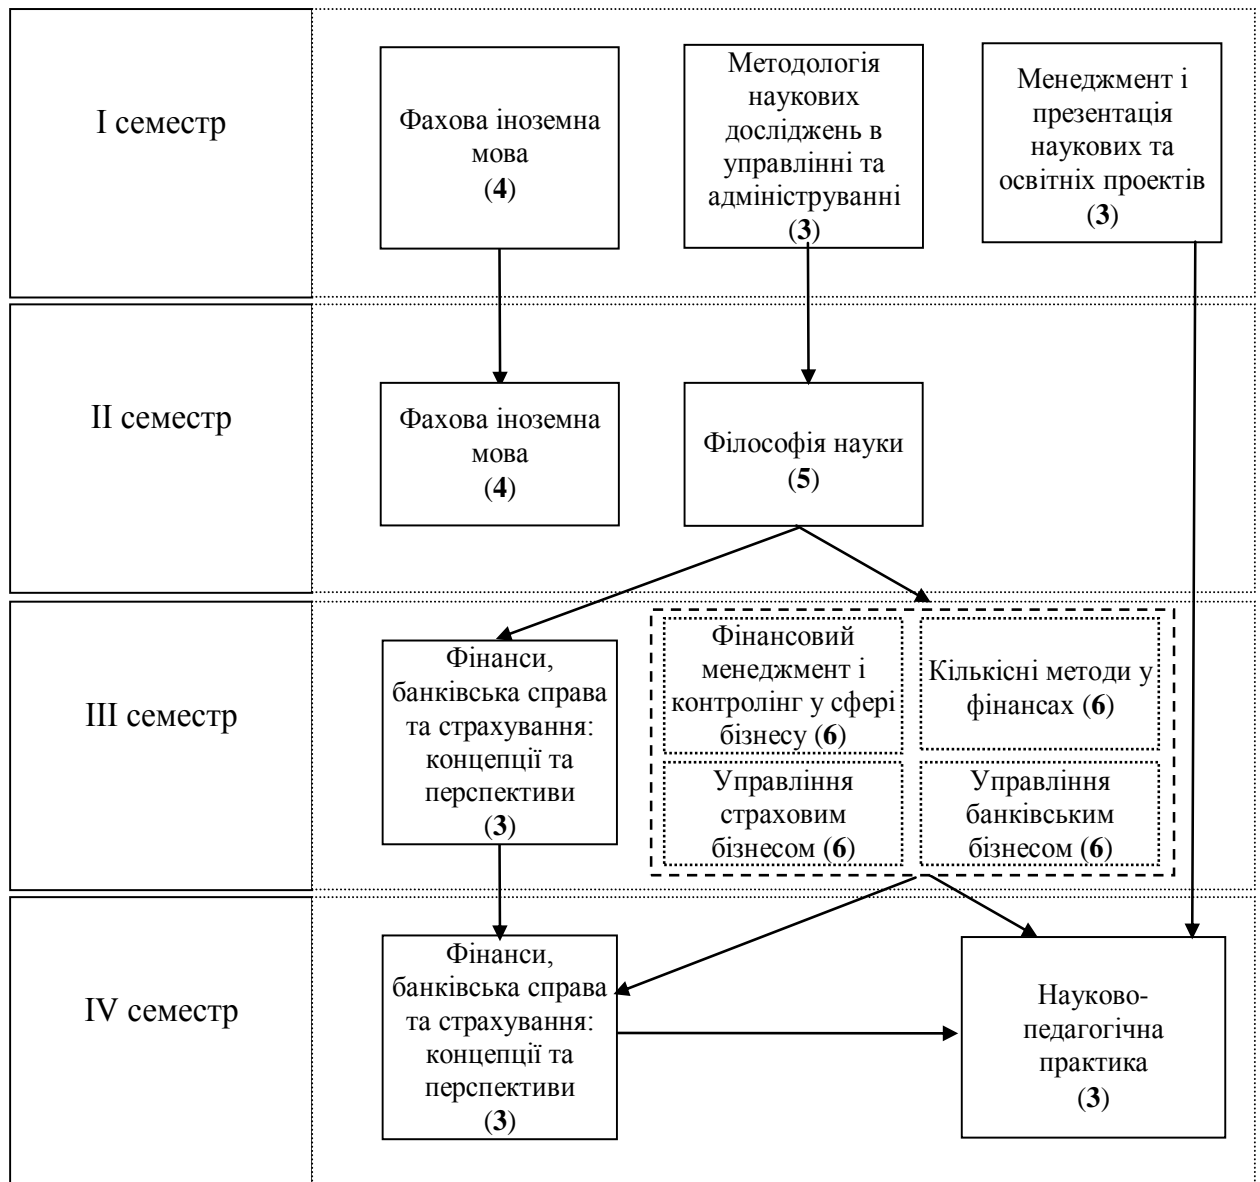 I семестр
Фахова іноземна
мова
(4)
Методологія
наукових
досліджень в
управлінні та
адмініструванні
(3)
Менеджмент і
презентація
наукових та
освітніх проектів
(3)
II семестр
Фахова іноземна
мова
(4)
Філософія науки
(5)
III семестр
Фінанси,
банківська справа
та страхування:
концепції та
перспективи
(3)
Фінансовий
менеджмент і
контролінг у сфері
бізнесу (6)
Кількісні методи у
фінансах (6)
Управління
страховим
бізнесом (6)
Управління
банківським
бізнесом (6)
IV семестр
Фінанси,
банківська справа
та страхування:
концепції та
перспективи
(3)
Науково-
педагогічна
практика
(3)